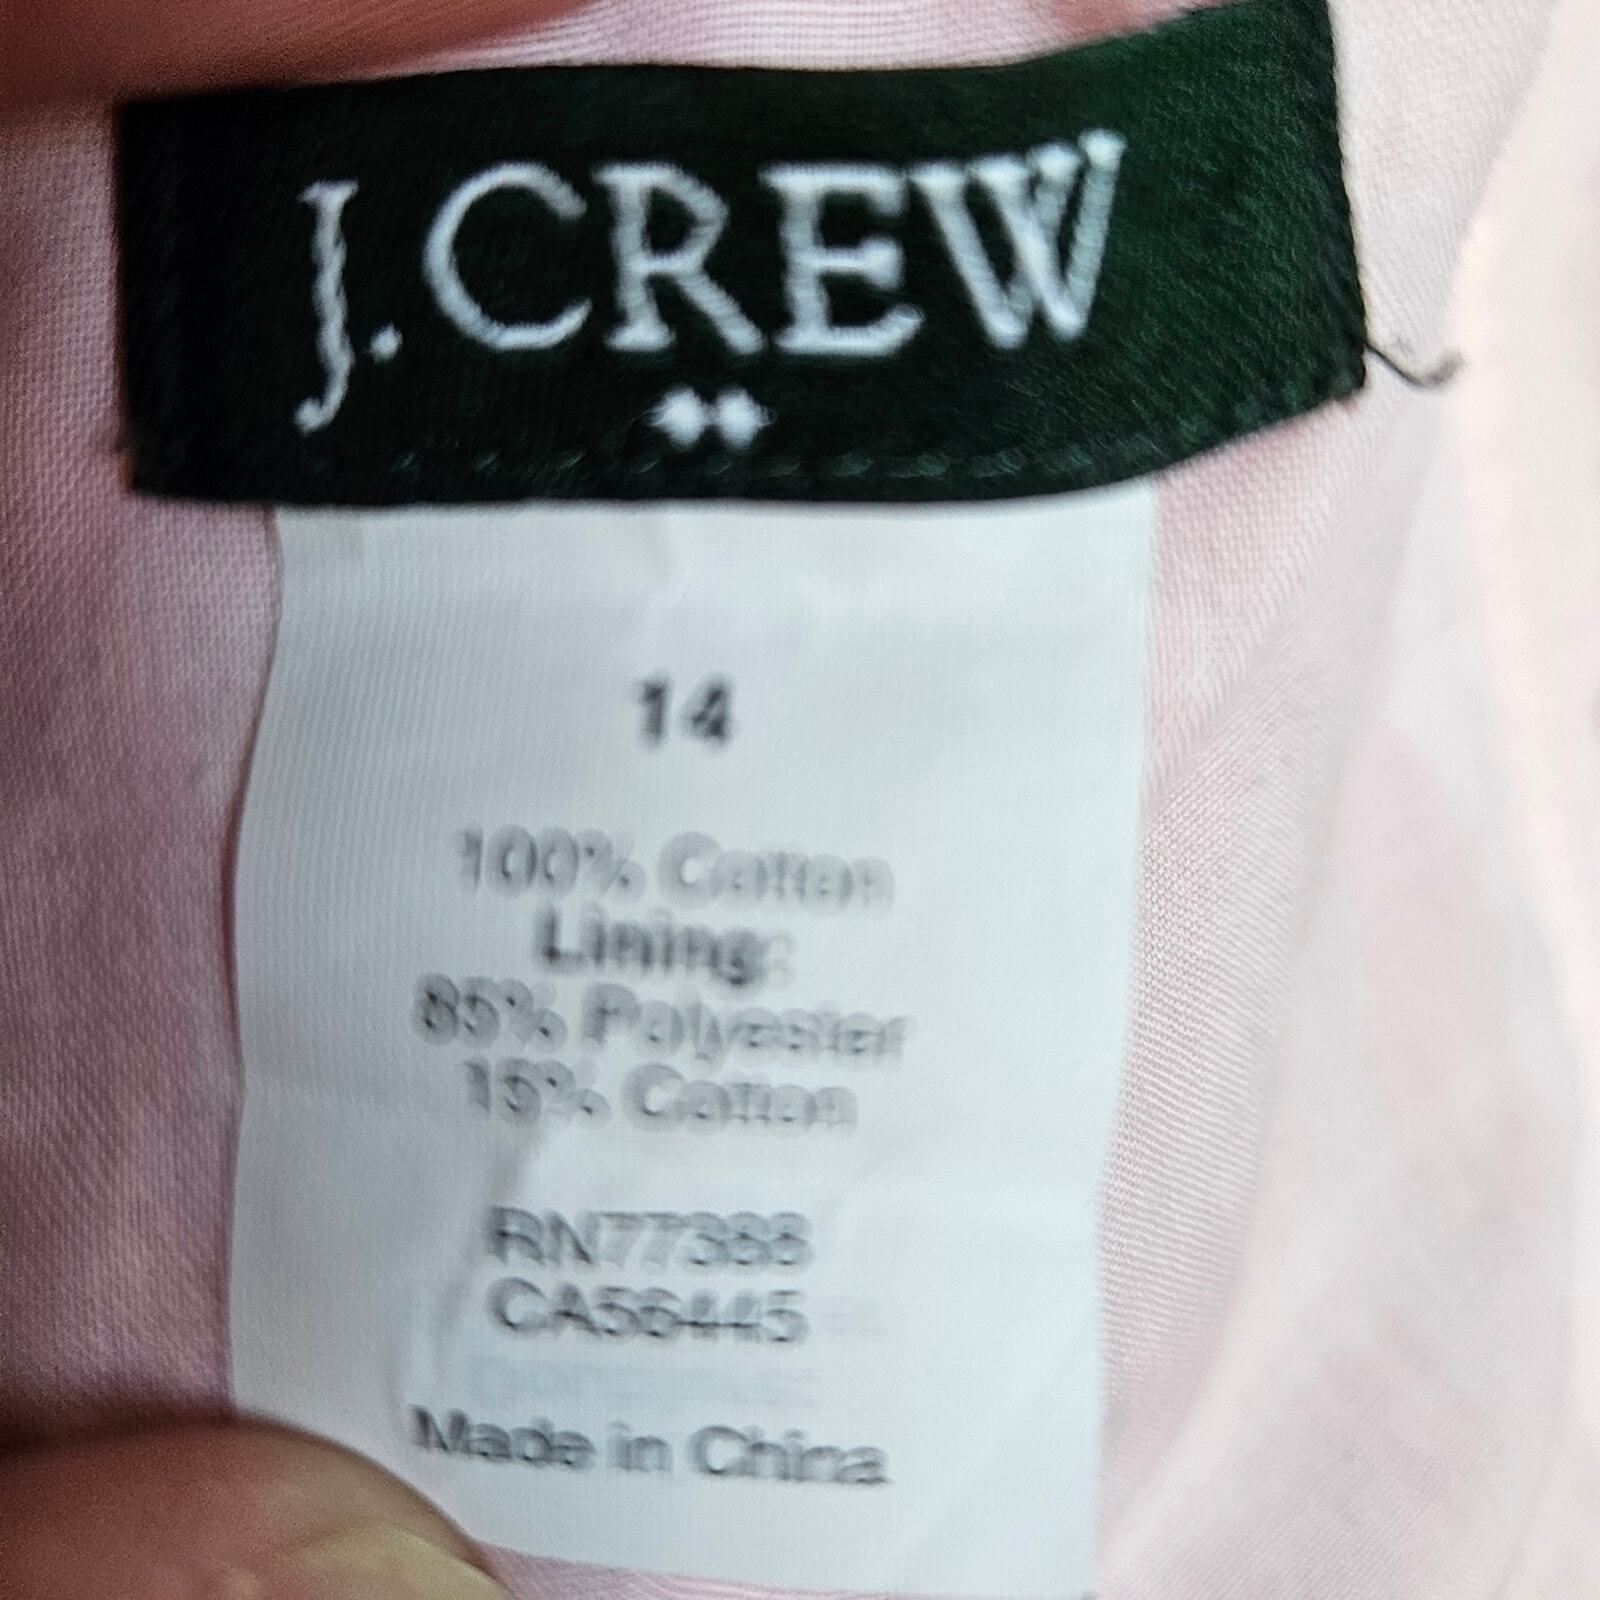 J.CREW
14
100% Cotton
Lining:
85% Polyester
15% Cotton
RN77388
CA56445
Made in China